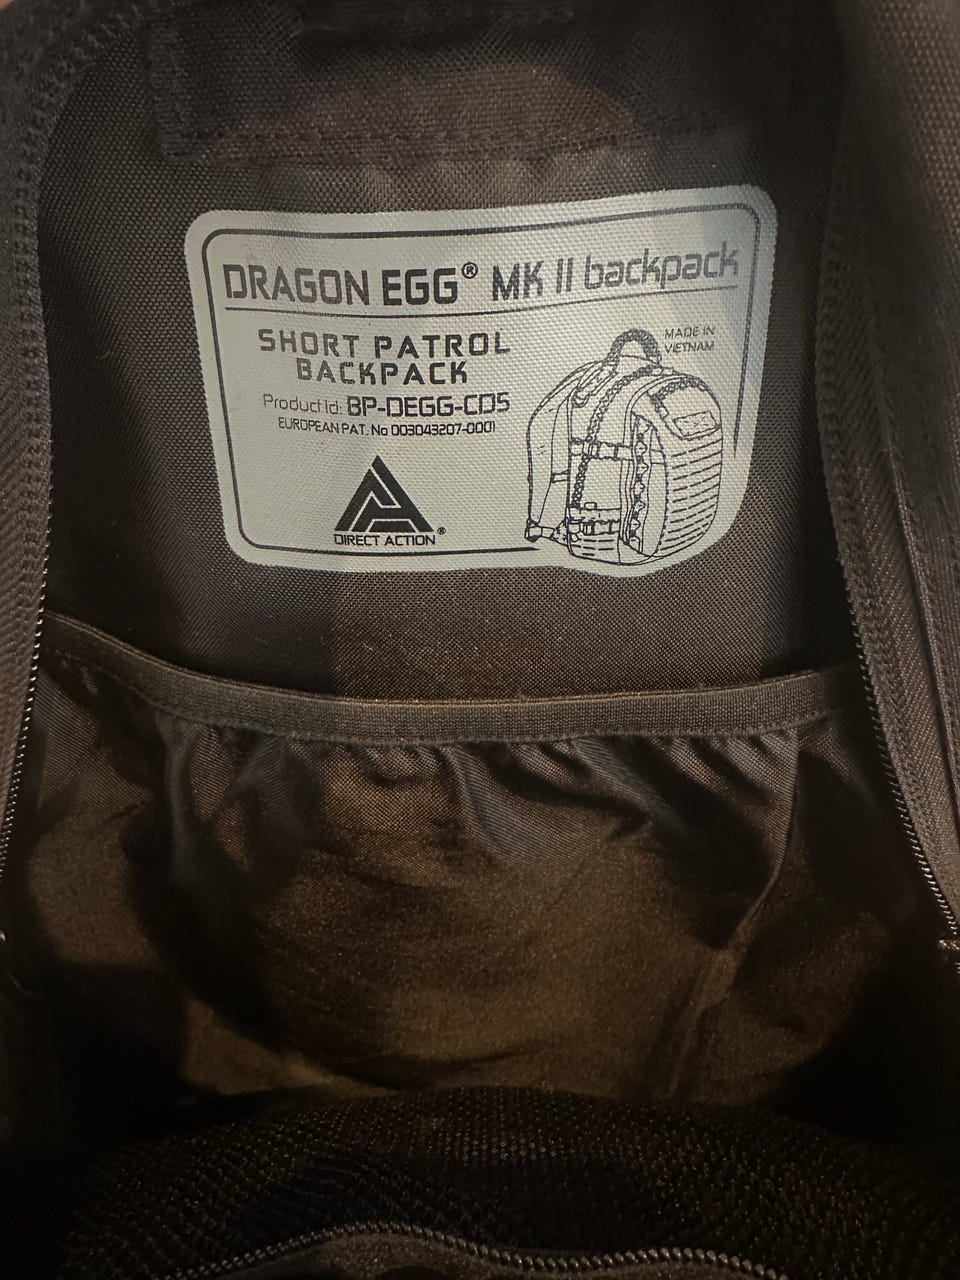 DRAGON EGG® MK II backpack
SHORT PATROL
BACKPACK
MADE IN
VIETNAM
Product Id: BP-DEGG-CD5
EUROPEAN PAT. No 003043207-0001
DIRECT ACTION®